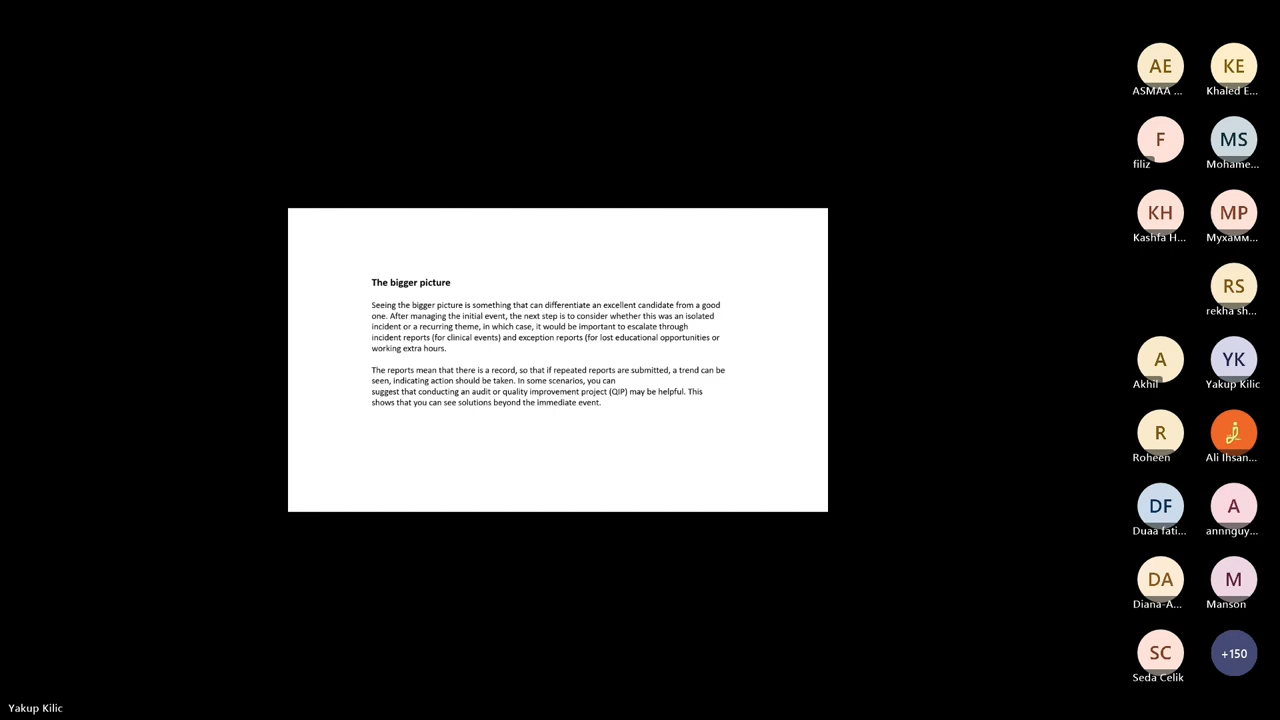 The bigger picture
Seeing the bigger picture is something that can differentiate an excellent candidate from a good
one. After managing the initial event, the next step is to consider whether this was an isolated
incident or a recurring theme, in which case, it would be important to escalate through
incident reports (for clinical events) and exception reports (for lost educational opportunities or
working extra hours.
The reports mean that there is a record, so that if repeated reports are submitted, a trend can be
seen, indicating action should be taken. In some scenarios, you can
suggest that conducting an audit or quality improvement project (QIP) may be helpful. This
shows that you can see solutions beyond the immediate event.
AE
KE
ASMAA ...
Khaled E...
F
MS
filiz
Mohame...
KH
MP
Kashfa H...
Мухамм...
RS
rekha sh...
A
YK
Akhil
Yakup Kilic
R
Roheen
Ali Ihsan...
DF
A
Duaa fati...
annnguy...
DA
M
Diana-A...
Manson
SC
+150
Seda Celik
Yakup Kilic